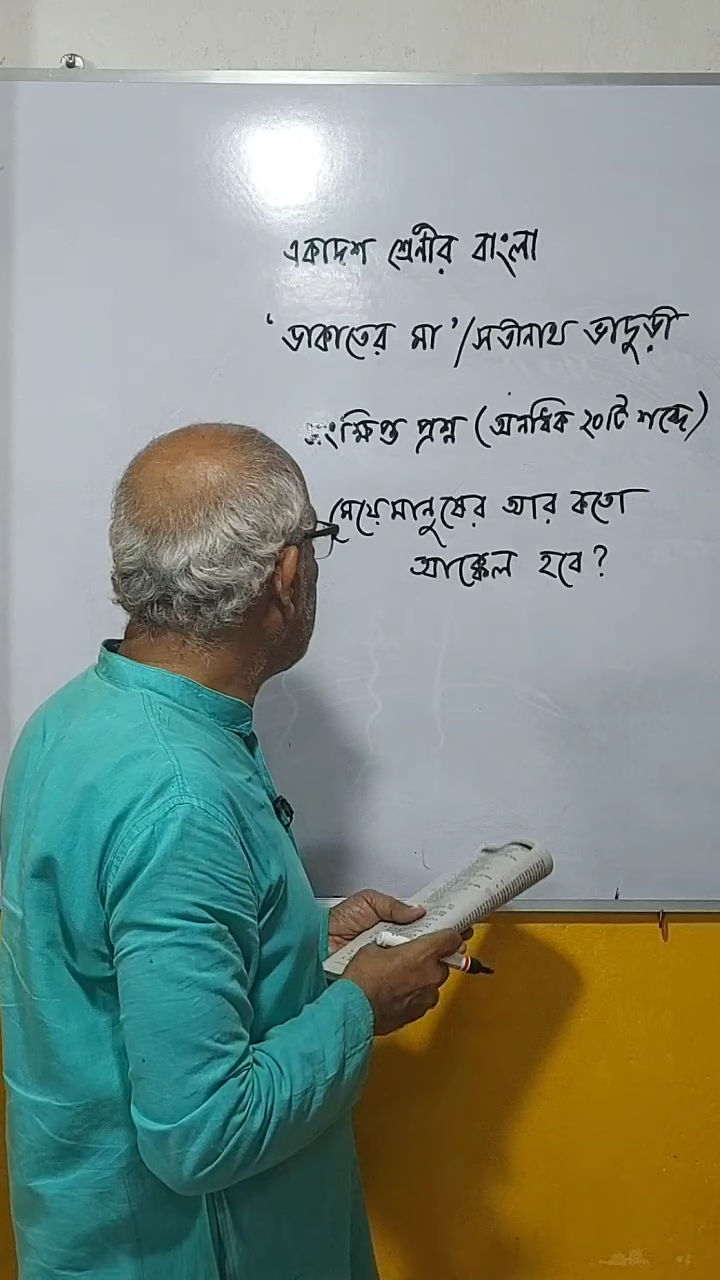 একাদশ শ্রেনীর বাংলা
'ডাকাতের মা'/সতীনাথ ভাদুড়ী
সংক্ষিপ্ত প্রশ্ন (অনধিক ২০টি শব্দে)
মেয়েমানুষের আর কতো
আক্কেল হবে?